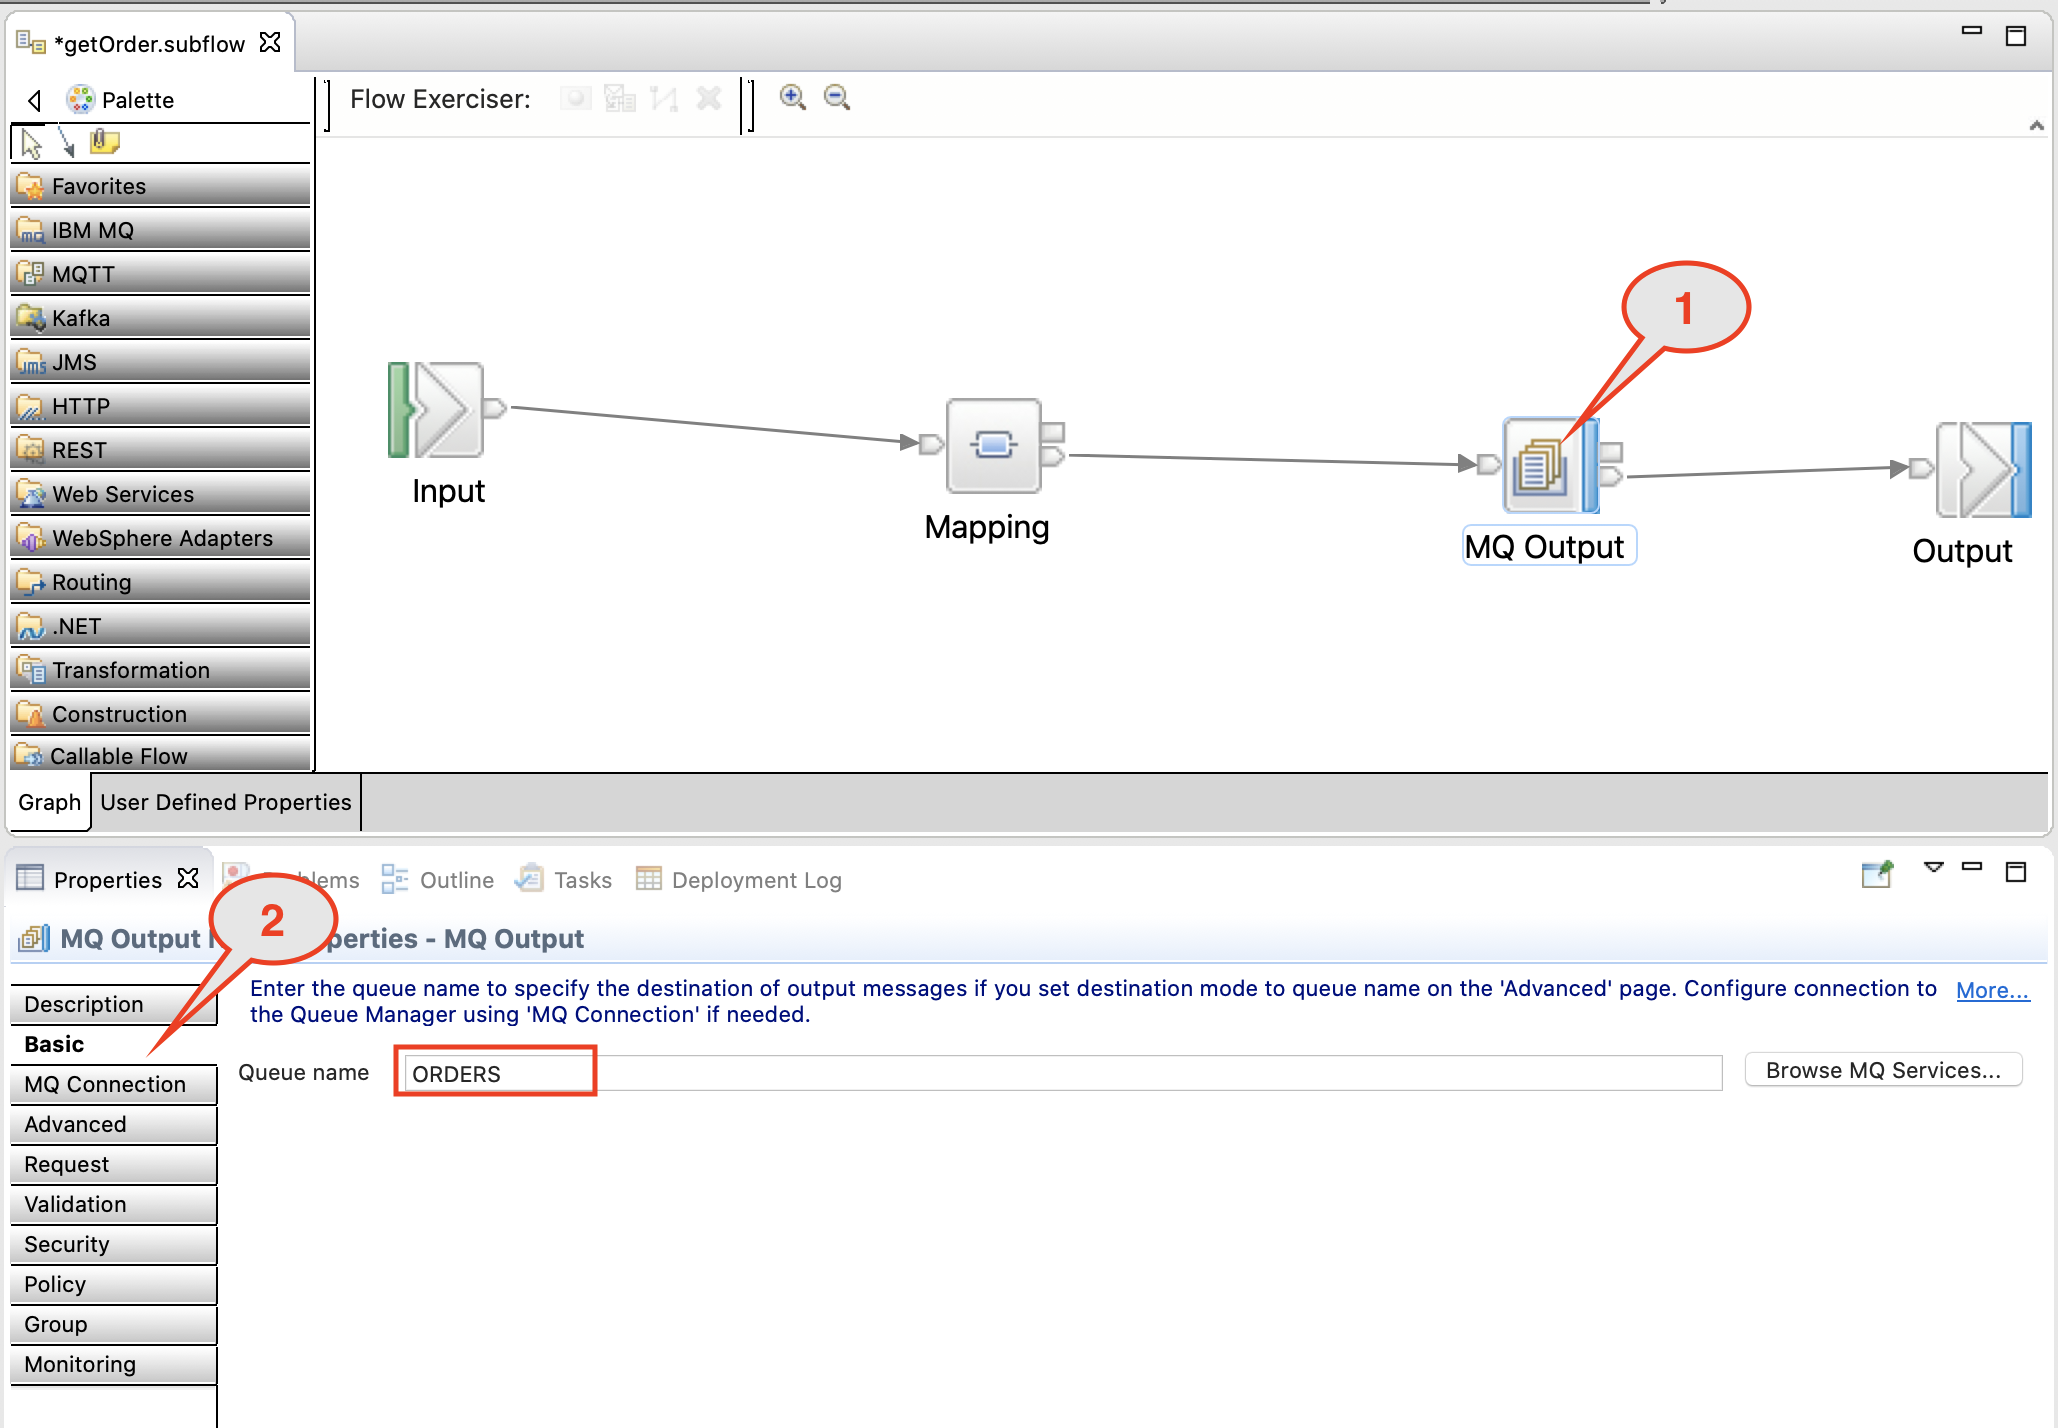 *getOrder.subflow
Palette
Flow Exerciser:
Favorites
IBM MQ
MQTT
Kafka
JMS
HTTP
REST
Web Services
WebSphere Adapters
Routing
.NET
Transformation
Construction
Callable Flow
1
Input
Mapping
MQ Output
Output
Graph
User Defined Properties
Properties
Outline
Tasks
Deployment Log
2
MQ Output
- MQ Output
Description
Basic
MQ Connection
Advanced
Request
Validation
Security
Policy
Group
Monitoring
Enter the queue name to specify the destination of output messages if you set destination mode to queue name on the 'Advanced' page. Configure connection to
the Queue Manager using 'MQ Connection' if needed.
More...
Queue name
ORDERS
Browse MQ Services...